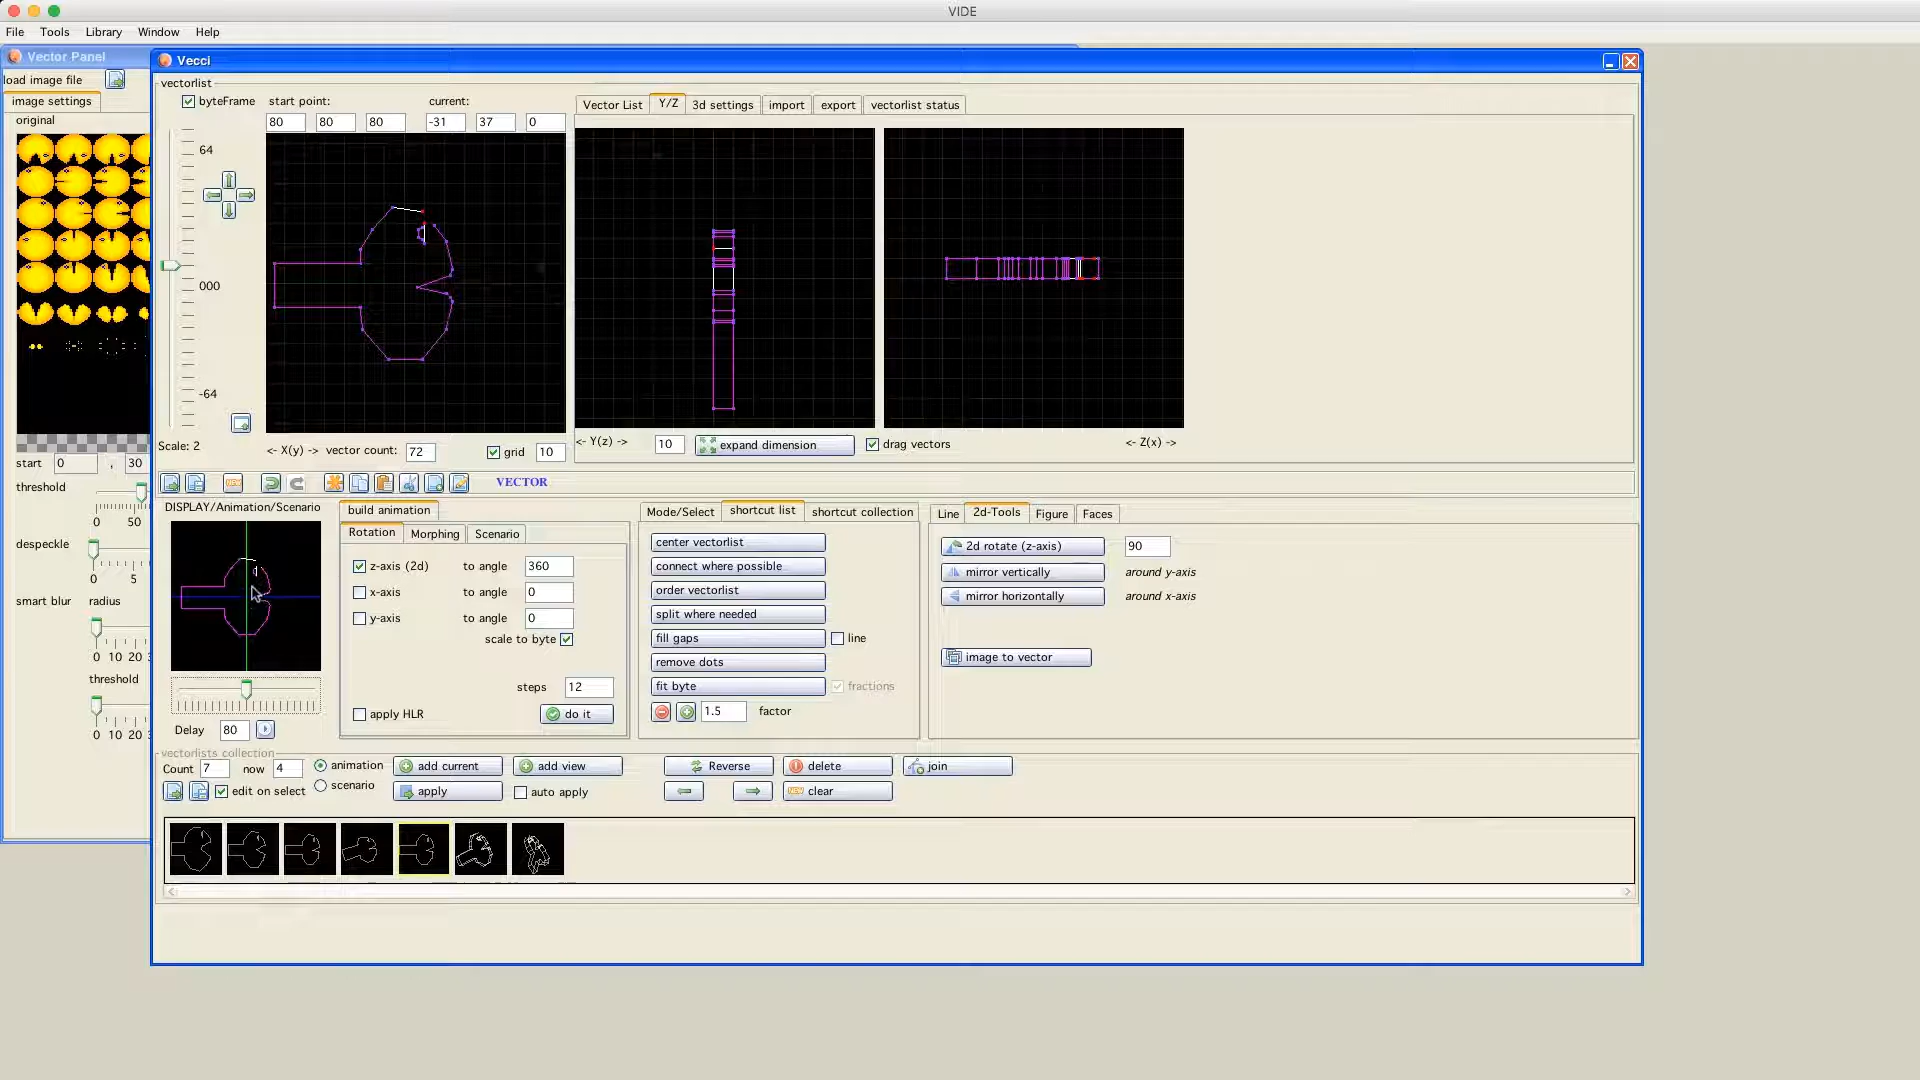 VIDE
File Tools Library Window Help
Vector Panel
Vecci
load image file
image settings
original
start 0 , 30
threshold
0 50
despeckle
0 5
smart blur radius
0 10 20 3
threshold
0 10 20 3
vectorlist
byteFrame start point: current:
80 80 80 -31 37 0
64
000
-64
Scale: 2
<- X(y) -> vector count: 72 grid 10
Vector List Y/Z 3d settings import export vectorlist status
<- Y(z) -> 10 expand dimension drag vectors <- Z(x) ->
NEW VECTOR
DISPLAY/Animation/Scenario
Delay 80
build animation
Rotation Morphing Scenario
z-axis (2d) to angle 360
x-axis to angle 0
y-axis to angle 0
scale to byte
steps 12
apply HLR do it
Mode/Select shortcut list shortcut collection
center vectorlist
connect where possible
order vectorlist
split where needed
fill gaps line
remove dots
fit byte fractions
1.5 factor
Line 2d-Tools Figure Faces
2d rotate (z-axis) 90
mirror vertically around y-axis
mirror horizontally around x-axis
image to vector
vectorlists collection
Count 7 now 4 animation add current add view Reverse delete join
edit on select scenario apply auto apply clear